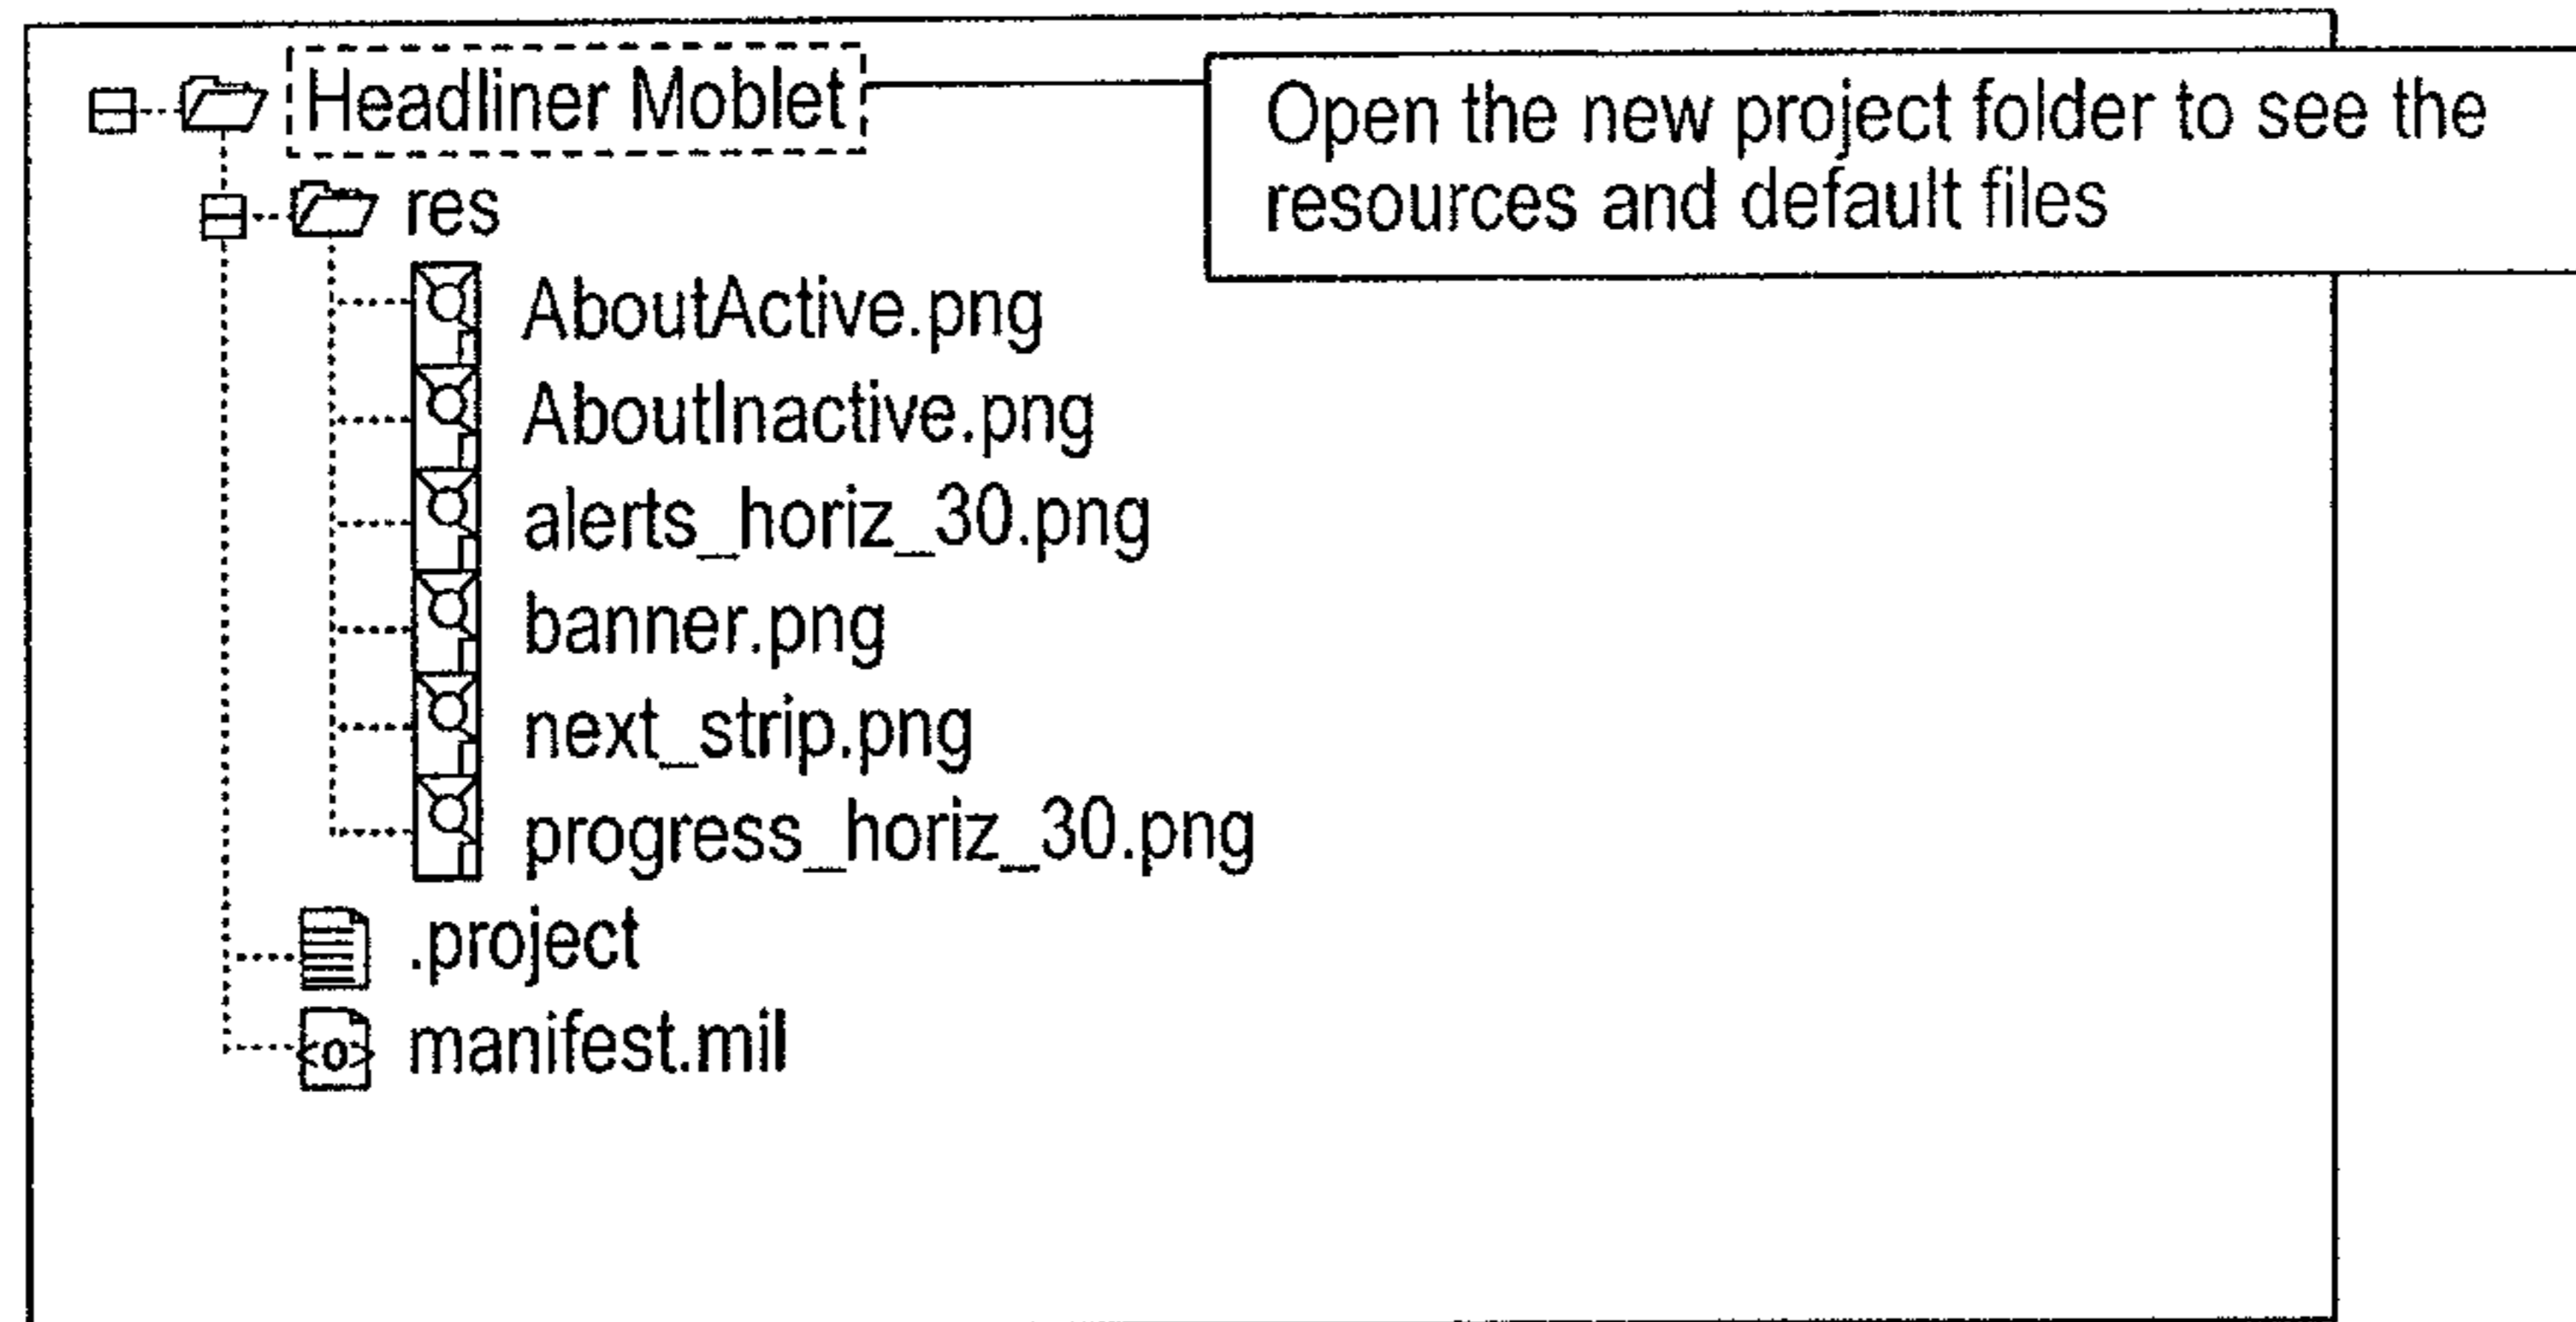 Headliner Moblet
Open the new project folder to see the
resources and default files
res
AboutActive.png
AboutInactive.png
alerts_horiz_30.png
banner.png
next_strip.png
progress_horiz_30.png
.project
manifest.mil